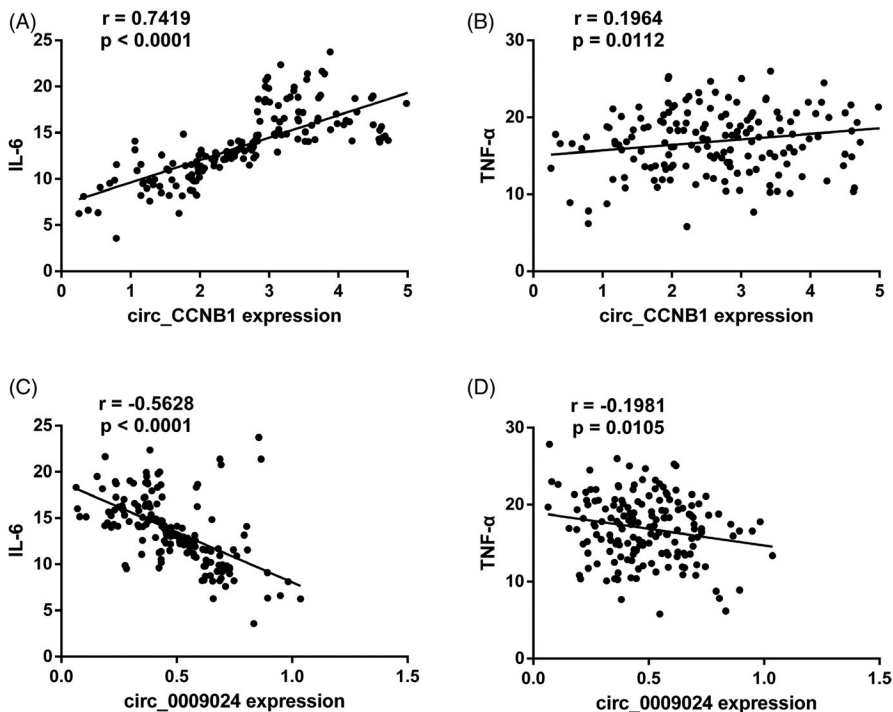 (A)
r = 0.7419
p < 0.0001
25
20
15
10
5
0
IL-6
0 1 2 3 4 5
circ_CCNB1 expression
(B)
r = 0.1964
p = 0.0112
30
20
10
0
TNF-α
0 1 2 3 4 5
circ_CCNB1 expression
(C)
r = -0.5628
p < 0.0001
25
20
15
10
5
0
IL-6
0.0 0.5 1.0 1.5
circ_0009024 expression
(D)
r = -0.1981
p = 0.0105
30
20
10
0
TNF-α
0.0 0.5 1.0 1.5
circ_0009024 expression